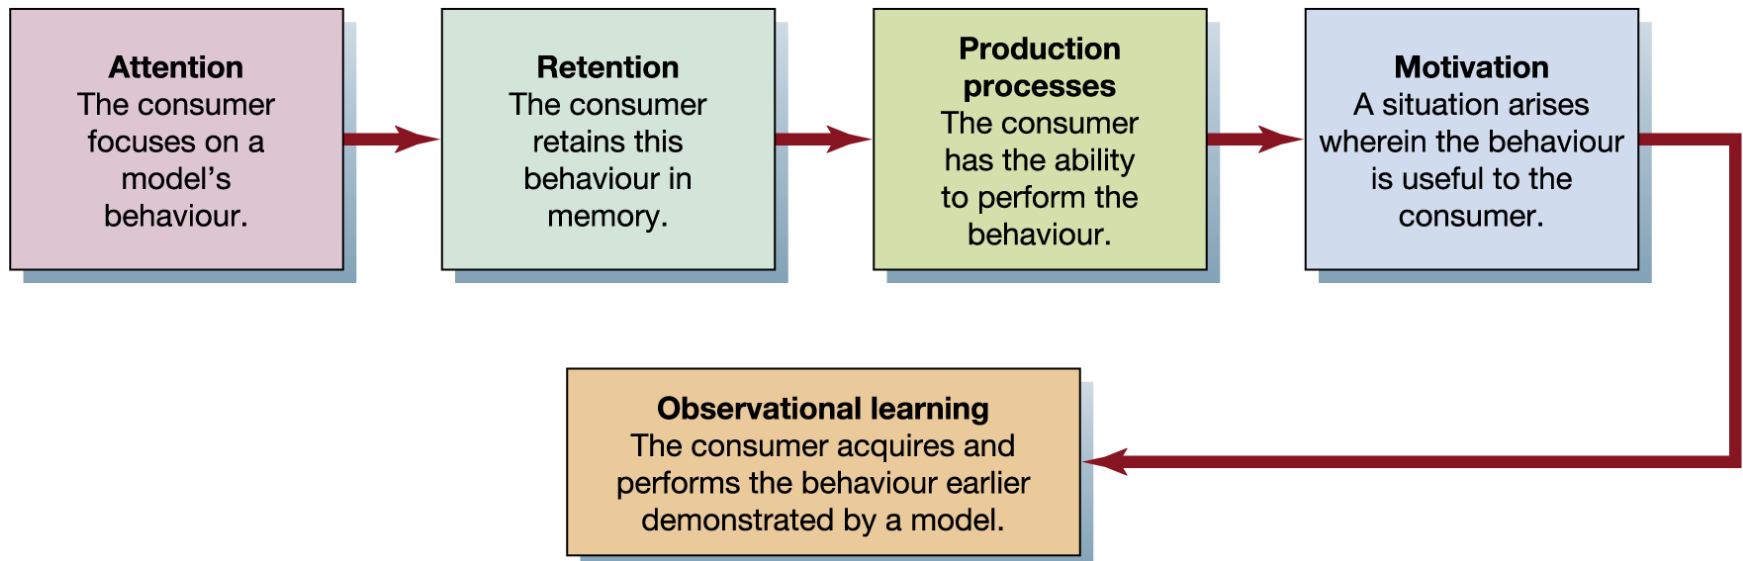 Attention
The consumer
focuses on a
model's
behaviour.
Retention
The consumer
retains this
behaviour in
memory.
Production
processes
The consumer
has the ability
to perform the
behaviour.
Motivation
A situation arises
wherein the behaviour
is useful to the
consumer.
Observational learning
The consumer acquires and
performs the behaviour earlier
demonstrated by a model.